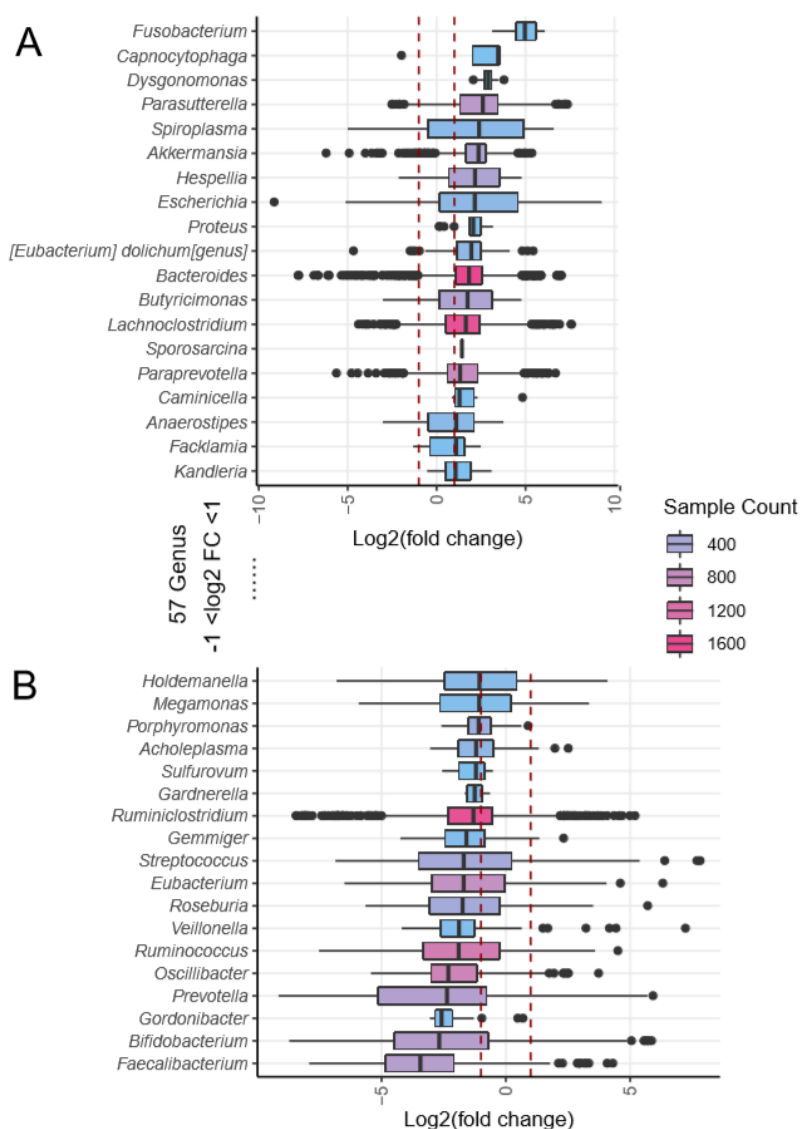 A
Fusobacterium
Capnocytophaga
Dysgonomonas
Parasutterella
Spiroplasma
Akkermansia
Hespellia
Escherichia
Proteus
[Eubacterium] dolichum[genus]
Bacteroides
Butyricimonas
Lachnoclostridium
Sporosarcina
Paraprevotella
Caminicella
Anaerostipes
Facklamia
Kandleria
-10 -5 0 5 10
Log2(fold change)
57 Genus
-1 <log2 FC <1
......
Sample Count
400
800
1200
1600
B
Holdemanella
Megamonas
Porphyromonas
Acholeplasma
Sulfurovum
Gardnerella
Ruminiclostridium
Gemmiger
Streptococcus
Eubacterium
Roseburia
Veillonella
Ruminococcus
Oscillibacter
Prevotella
Gordonibacter
Bifidobacterium
Faecalibacterium
-5 0 5
Log2(fold change)